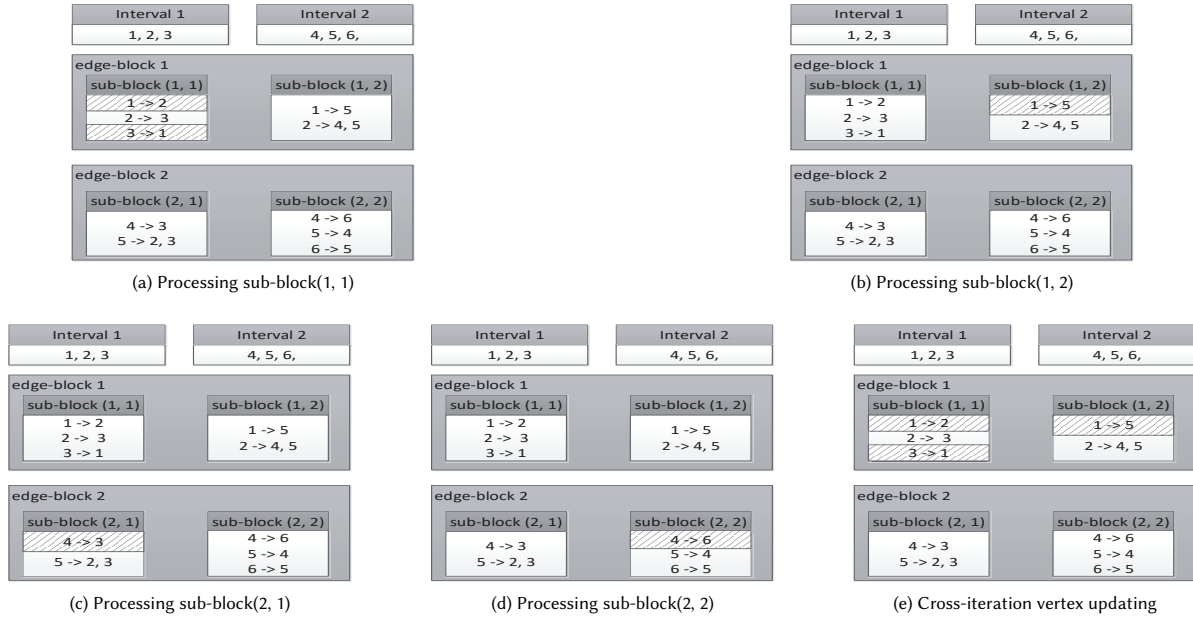 Interval 1
Interval 2
1, 2, 3
4, 5, 6,
edge-block 1
sub-block (1, 1)
sub-block (1, 2)
1 -> 2
2 -> 3
3 -> 1
1 -> 5
2 -> 4, 5
edge-block 2
sub-block (2, 1)
sub-block (2, 2)
4 -> 3
5 -> 2, 3
4 -> 6
5 -> 4
6 -> 5
(a) Processing sub-block(1, 1)
Interval 1
Interval 2
1, 2, 3
4, 5, 6,
edge-block 1
sub-block (1, 1)
sub-block (1, 2)
1 -> 2
2 -> 3
3 -> 1
1 -> 5
2 -> 4, 5
edge-block 2
sub-block (2, 1)
sub-block (2, 2)
4 -> 3
5 -> 2, 3
4 -> 6
5 -> 4
6 -> 5
(b) Processing sub-block(1, 2)
Interval 1
Interval 2
1, 2, 3
4, 5, 6,
edge-block 1
sub-block (1, 1)
sub-block (1, 2)
1 -> 2
2 -> 3
3 -> 1
1 -> 5
2 -> 4, 5
edge-block 2
sub-block (2, 1)
sub-block (2, 2)
4 -> 3
5 -> 2, 3
4 -> 6
5 -> 4
6 -> 5
(c) Processing sub-block(2, 1)
Interval 1
Interval 2
1, 2, 3
4, 5, 6,
edge-block 1
sub-block (1, 1)
sub-block (1, 2)
1 -> 2
2 -> 3
3 -> 1
1 -> 5
2 -> 4, 5
edge-block 2
sub-block (2, 1)
sub-block (2, 2)
4 -> 3
5 -> 2, 3
4 -> 6
5 -> 4
6 -> 5
(d) Processing sub-block(2, 2)
Interval 1
Interval 2
1, 2, 3
4, 5, 6,
edge-block 1
sub-block (1, 1)
sub-block (1, 2)
1 -> 2
2 -> 3
3 -> 1
1 -> 5
2 -> 4, 5
edge-block 2
sub-block (2, 1)
sub-block (2, 2)
4 -> 3
5 -> 2, 3
4 -> 6
5 -> 4
6 -> 5
(e) Cross-iteration vertex updating